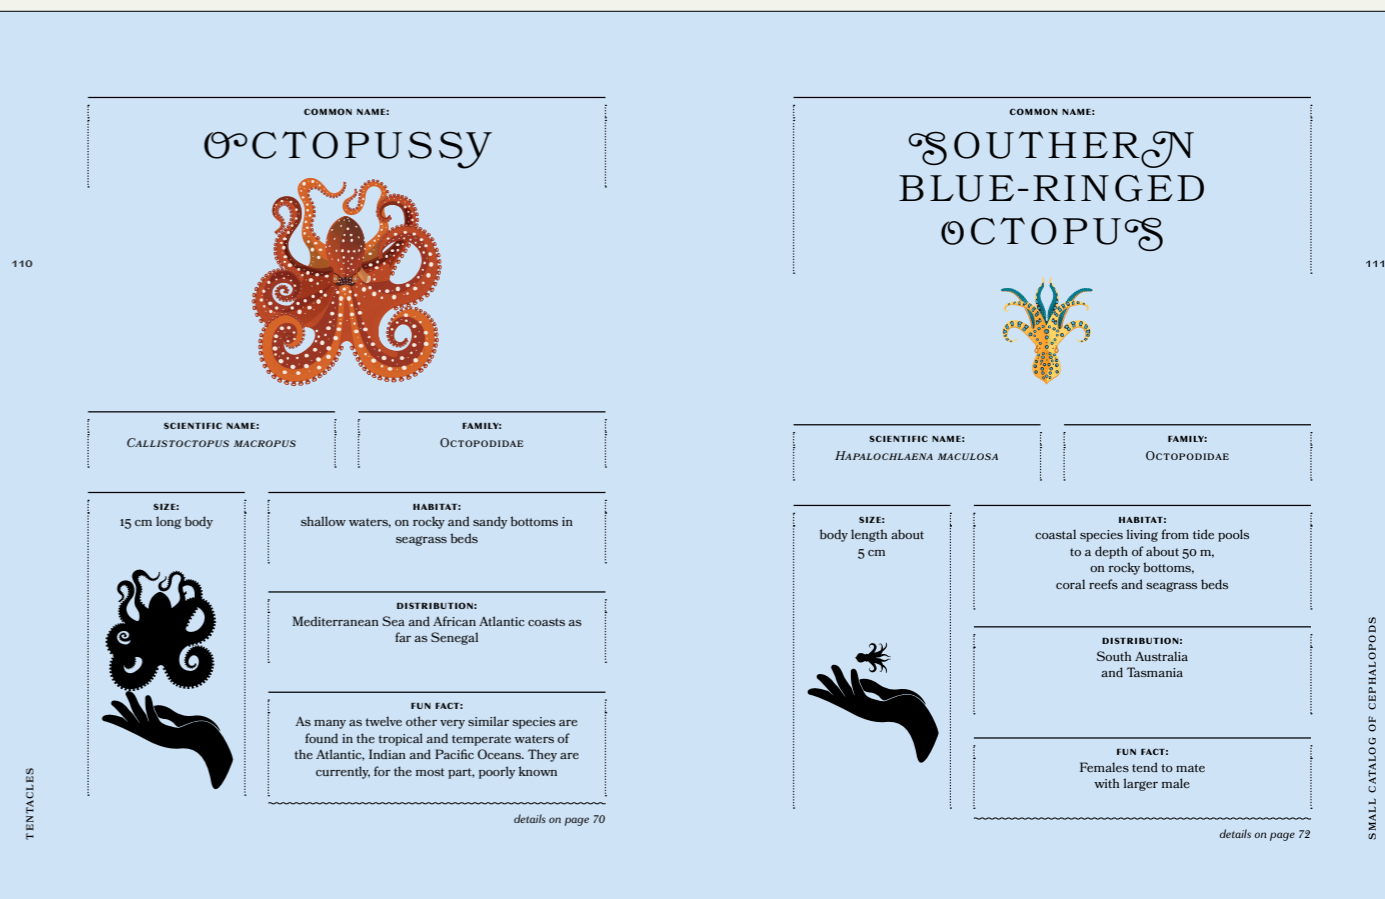 COMMON NAME:
OCTOPUSSY
110
SCIENTIFIC NAME:
CALLISTOCTOPUS MACROPUS
FAMILY:
OCTOPODIDAE
SIZE:
15 cm long body
HABITAT:
shallow waters, on rocky and sandy bottoms in
seagrass beds
DISTRIBUTION:
Mediterranean Sea and African Atlantic coasts as
far as Senegal
FUN FACT:
As many as twelve other very similar species are
found in the tropical and temperate waters of
the Atlantic, Indian and Pacific Oceans. They are
currently, for the most part, poorly known
details on page 70
TENTACLES
COMMON NAME:
SOUTHERN
BLUE-RINGED
OCTOPUS
111
SCIENTIFIC NAME:
HAPALOCHLAENA MACULOSA
FAMILY:
OCTOPODIDAE
SIZE:
body length about
5 cm
HABITAT:
coastal species living from tide pools
to a depth of about 50 m,
on rocky bottoms,
coral reefs and seagrass beds
DISTRIBUTION:
South Australia
and Tasmania
FUN FACT:
Females tend to mate
with larger male
details on page 72
SMALL CATALOG OF CEPHALOPODS